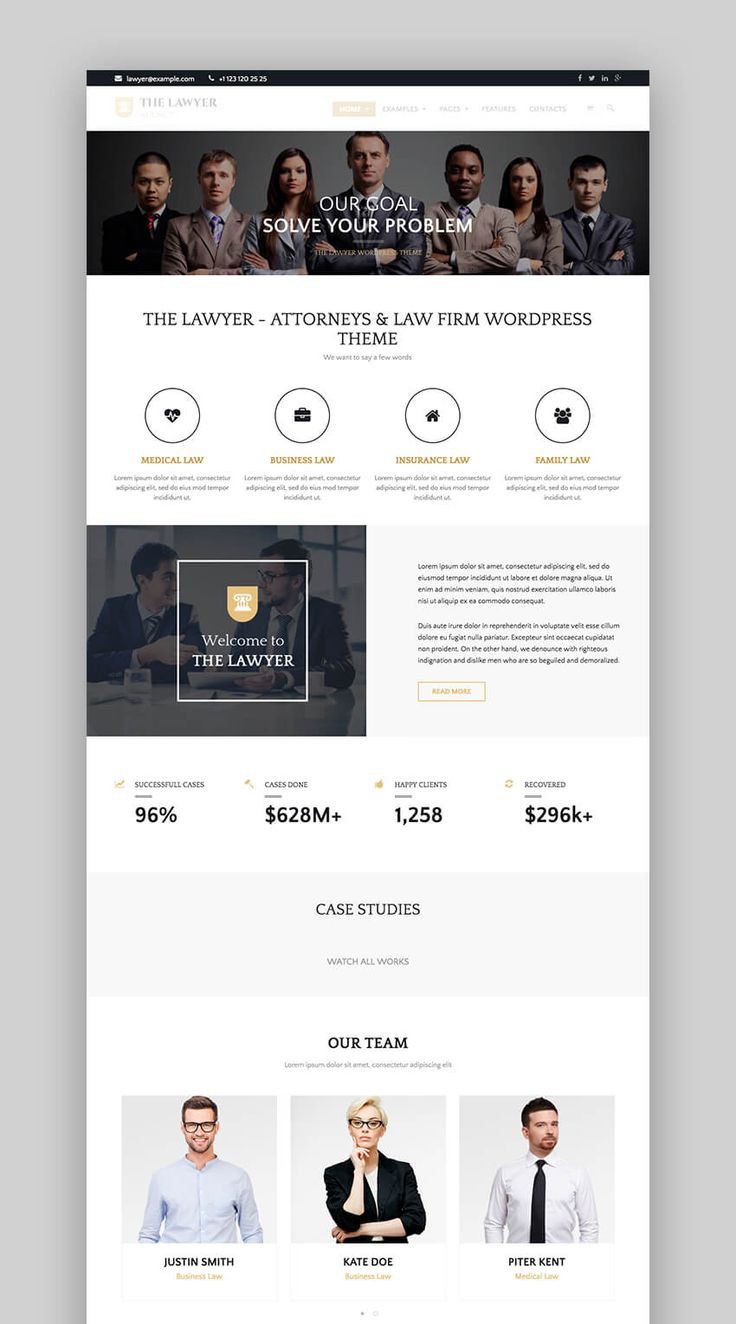 lawyer@example.com +1 123 120 25 25
THE LAWYER
HOME EXAMPLES PAGES FEATURES CONTACTS
OUR GOAL
SOLVE YOUR PROBLEM
THE LAWYER WORDPRESS THEME
THE LAWYER – ATTORNEYS & LAW FIRM WORDPRESS
THEME
We want to say a few words
MEDICAL LAW
Lorem ipsum dolor sit amet, consectetur
adipiscing elit, sed do eius mod tempor
incididunt ut.
BUSINESS LAW
Lorem ipsum dolor sit amet, consectetur
adipiscing elit, sed do eius mod tempor
incididunt ut.
INSURANCE LAW
Lorem ipsum dolor sit amet, consectetur
adipiscing elit, sed do eius mod tempor
incididunt ut.
FAMILY LAW
Lorem ipsum dolor sit amet, consectetur
adipiscing elit, sed do eius mod tempor
incididunt ut.
Welcome to
THE LAWYER
Lorem ipsum dolor sit amet, consectetur adipiscing elit, sed do
eiusmod tempor incididunt ut labore et dolore magna aliqua. Ut
enim ad minim veniam, quis nostrud exercitation ullamco laboris
nisi ut aliquip ex ea commodo consequat.
Duis aute irure dolor in reprehenderit in voluptate velit esse cillum
dolore eu fugiat nulla pariatur. Excepteur sint occaecat cupidatat
non proident. On the other hand, we denounce with righteous
indignation and dislike men who are so beguiled and demoralized.
READ MORE
SUCCESSFULL CASES
96%
CASES DONE
$628M+
HAPPY CLIENTS
1,258
RECOVERED
$296k+
CASE STUDIES
WATCH ALL WORKS
OUR TEAM
Lorem ipsum dolor sit amet, consectetur adipiscing elit
JUSTIN SMITH
Business Law
KATE DOE
Business Law
PITER KENT
Medical Law